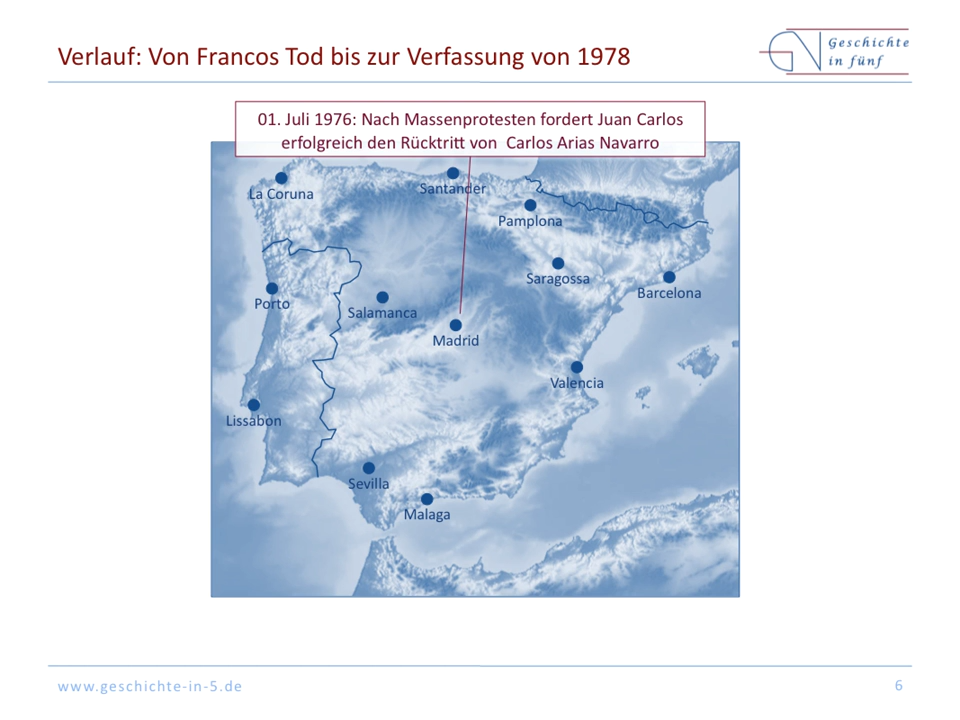 Verlauf: Von Francos Tod bis zur Verfassung von 1978
Geschichte
in fünf
01. Juli 1976: Nach Massenprotesten fordert Juan Carlos
erfolgreich den Rücktritt von Carlos Arias Navarro
La Coruna
Santander
Pamplona
Saragossa
Barcelona
Porto
Salamanca
Madrid
Valencia
Lissabon
Sevilla
Malaga
www.geschichte-in-5.de
6